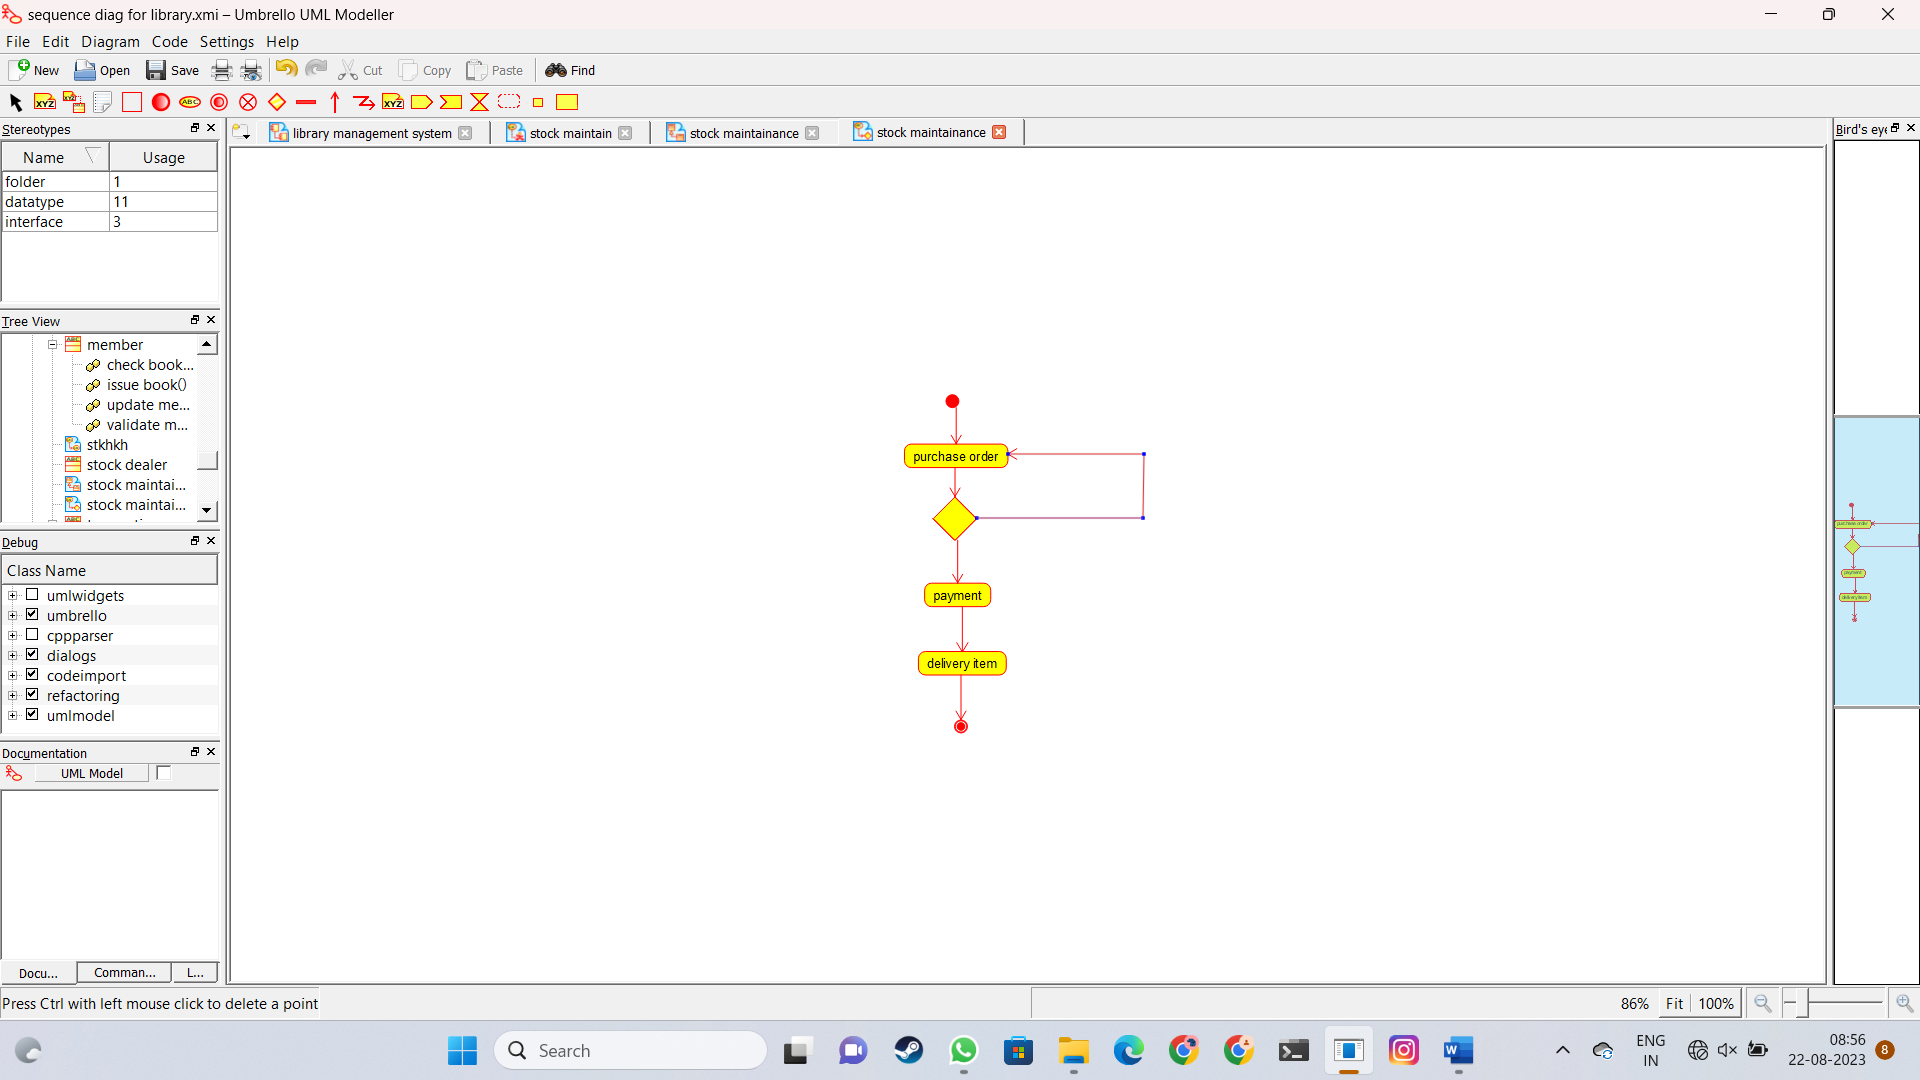 sequence diag for library.xmi – Umbrello UML Modeller
File Edit Diagram Code Settings Help
New Open Save Cut Copy Paste Find
XYZ XYZ ABC XYZ
Stereotypes
Name Usage
folder 1
datatype 11
interface 3
Tree View
member
check book...
issue book()
update me...
validate m...
stkhkh
stock dealer
stock maintai...
stock maintai...
Debug
Class Name
umlwidgets
umbrello
cppparser
dialogs
codeimport
refactoring
umlmodel
Documentation
UML Model
Docu... Comman... L...
library management system stock maintain stock maintainance stock maintainance
purchase order
payment
delivery item
Bird's eye
Press Ctrl with left mouse click to delete a point
86% Fit 100%
Search
ENG
IN
08:56
22-08-2023
8